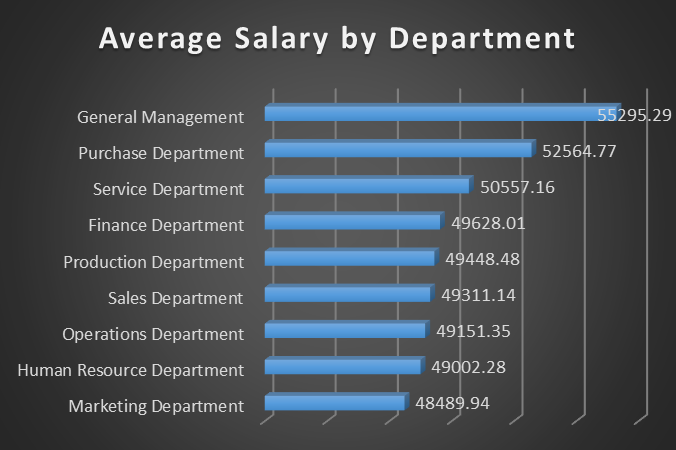 Average Salary by Department
General Management 55295.29
Purchase Department 52564.77
Service Department 50557.16
Finance Department 49628.01
Production Department 49448.48
Sales Department 49311.14
Operations Department 49151.35
Human Resource Department 49002.28
Marketing Department 48489.94